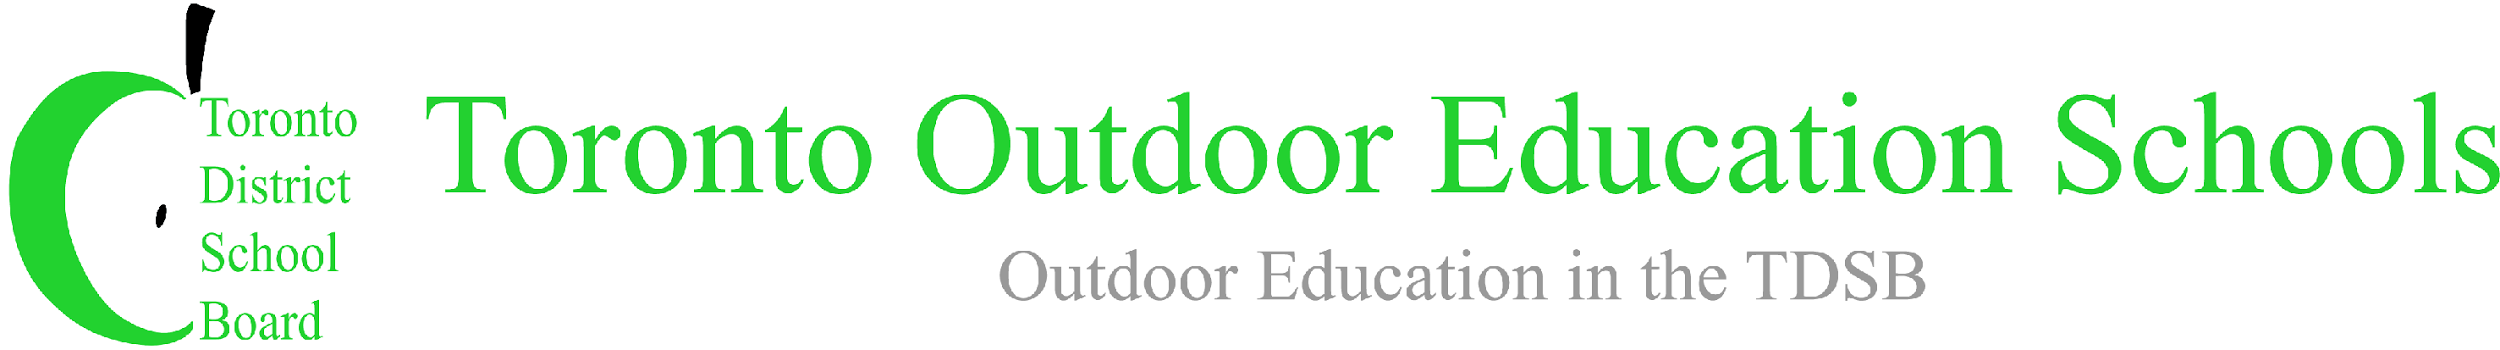 Toronto
District
School
Board
Toronto Outdoor Education Schools
Outdoor Education in the TDSB